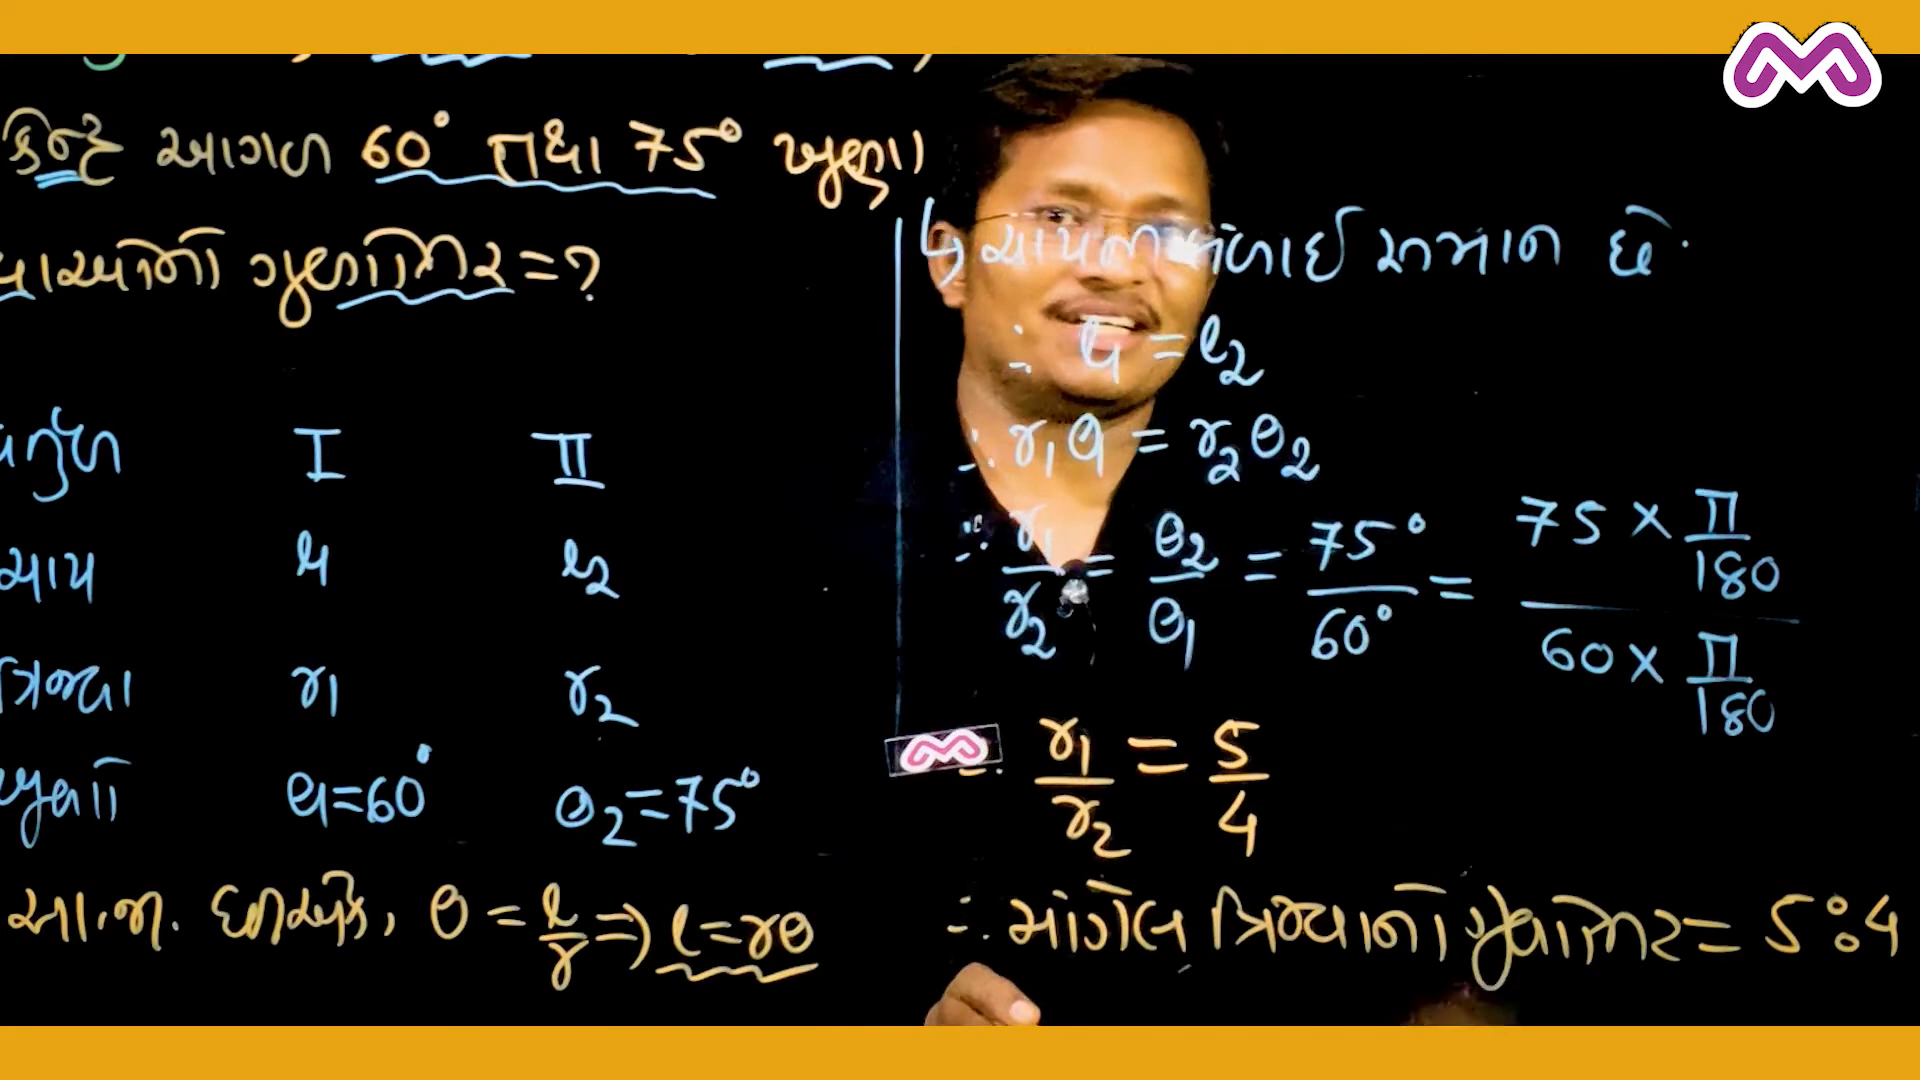 કેન્દ્ર આગળ 60° તથા 75° ખૂણા
ગુણોત્તર = ?
વર્તુળ I II
ચાપ l1 l2
ત્રિજ્યા r1 r2
ખૂણો θ1=60° θ2=75°
આ.જા. છીએ કે, θ = l/r ⇒ l=rθ
↳ ચાપની લંબાઈ સમાન છે.
∴ l1 = l2
∴ r1θ1 = r2θ2
∴ r1/r2 = θ2/θ1 = 75°/60° = (75 × π/180)/(60 × π/180)
∴ r1/r2 = 5/4
∴ માંગેલ ત્રિજ્યાનો ગુણોત્તર = 5:4